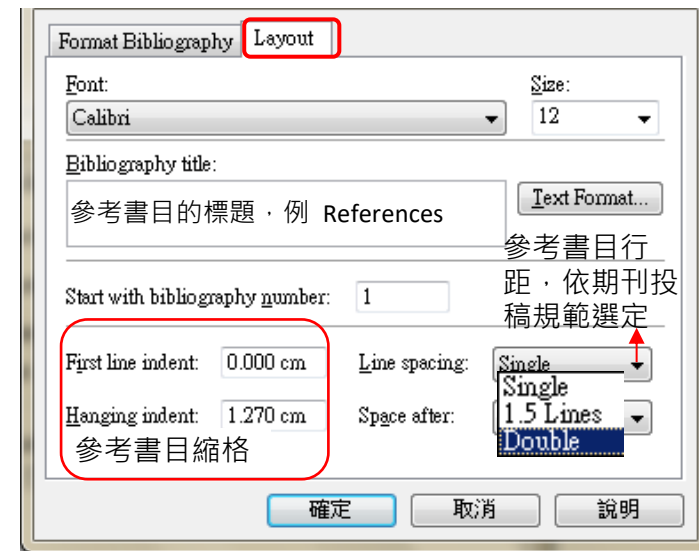 Format Bibliography Layout
Font: Size:
Calibri 12
Bibliography title:
參考書目的標題，例 References
Text Format...
參考書目行
距，依期刊投
稿規範選定
Start with bibliography number: 1
First line indent: 0.000 cm Line spacing: Single
Single
1.5 Lines
Double
Hanging indent: 1.270 cm Space after:
參考書目縮格
確定 取消 說明